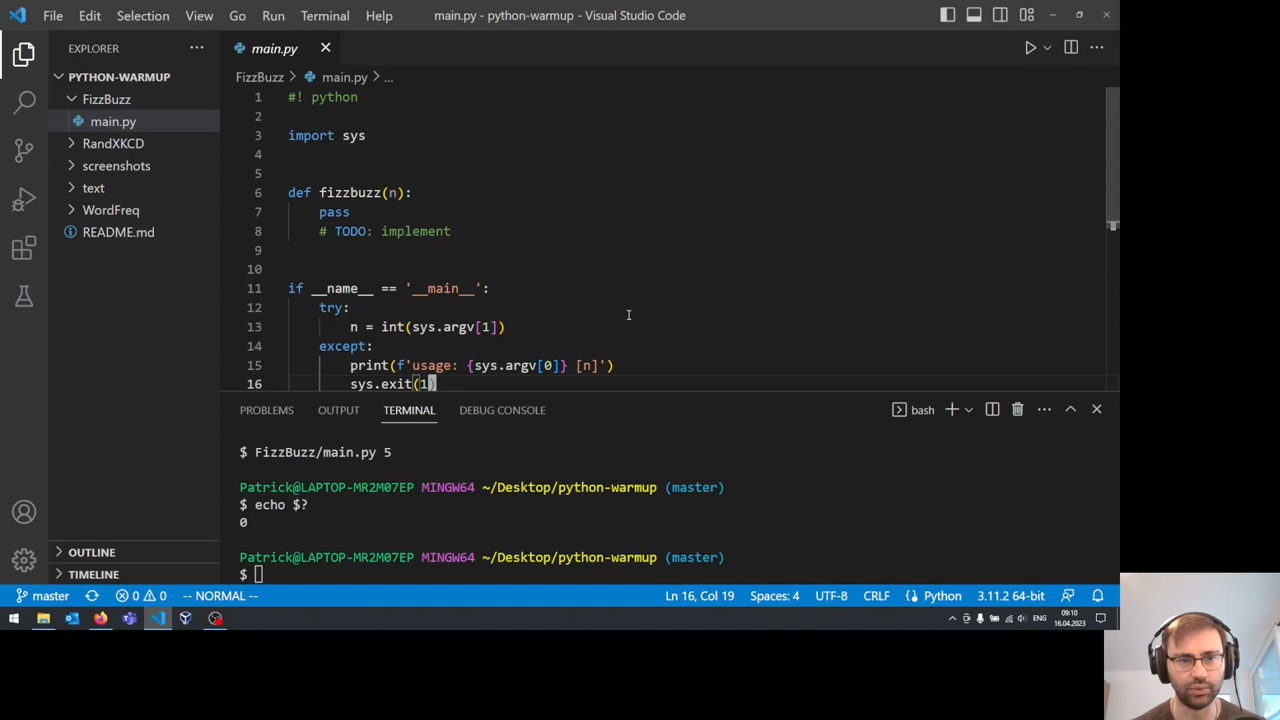 File Edit Selection View Go Run Terminal Help main.py - python-warmup - Visual Studio Code
EXPLORER
main.py
PYTHON-WARMUP
FizzBuzz
main.py
RandXKCD
screenshots
text
WordFreq
README.md
OUTLINE
TIMELINE
FizzBuzz > main.py > ...
1 #! python
2
3 import sys
4
5
6 def fizzbuzz(n):
7 pass
8 # TODO: implement
9
10
11 if __name__ == '__main__':
12 try:
13 n = int(sys.argv[1])
14 except:
15 print(f'usage: {sys.argv[0]} [n]')
16 sys.exit(1)
PROBLEMS OUTPUT TERMINAL DEBUG CONSOLE bash
$ FizzBuzz/main.py 5
Patrick@LAPTOP-MR2M07EP MINGW64 ~/Desktop/python-warmup (master)
$ echo $?
0
Patrick@LAPTOP-MR2M07EP MINGW64 ~/Desktop/python-warmup (master)
$
master 0 0 -- NORMAL -- Ln 16, Col 19 Spaces: 4 UTF-8 CRLF Python 3.11.2 64-bit
ENG 09:10
16.04.2023